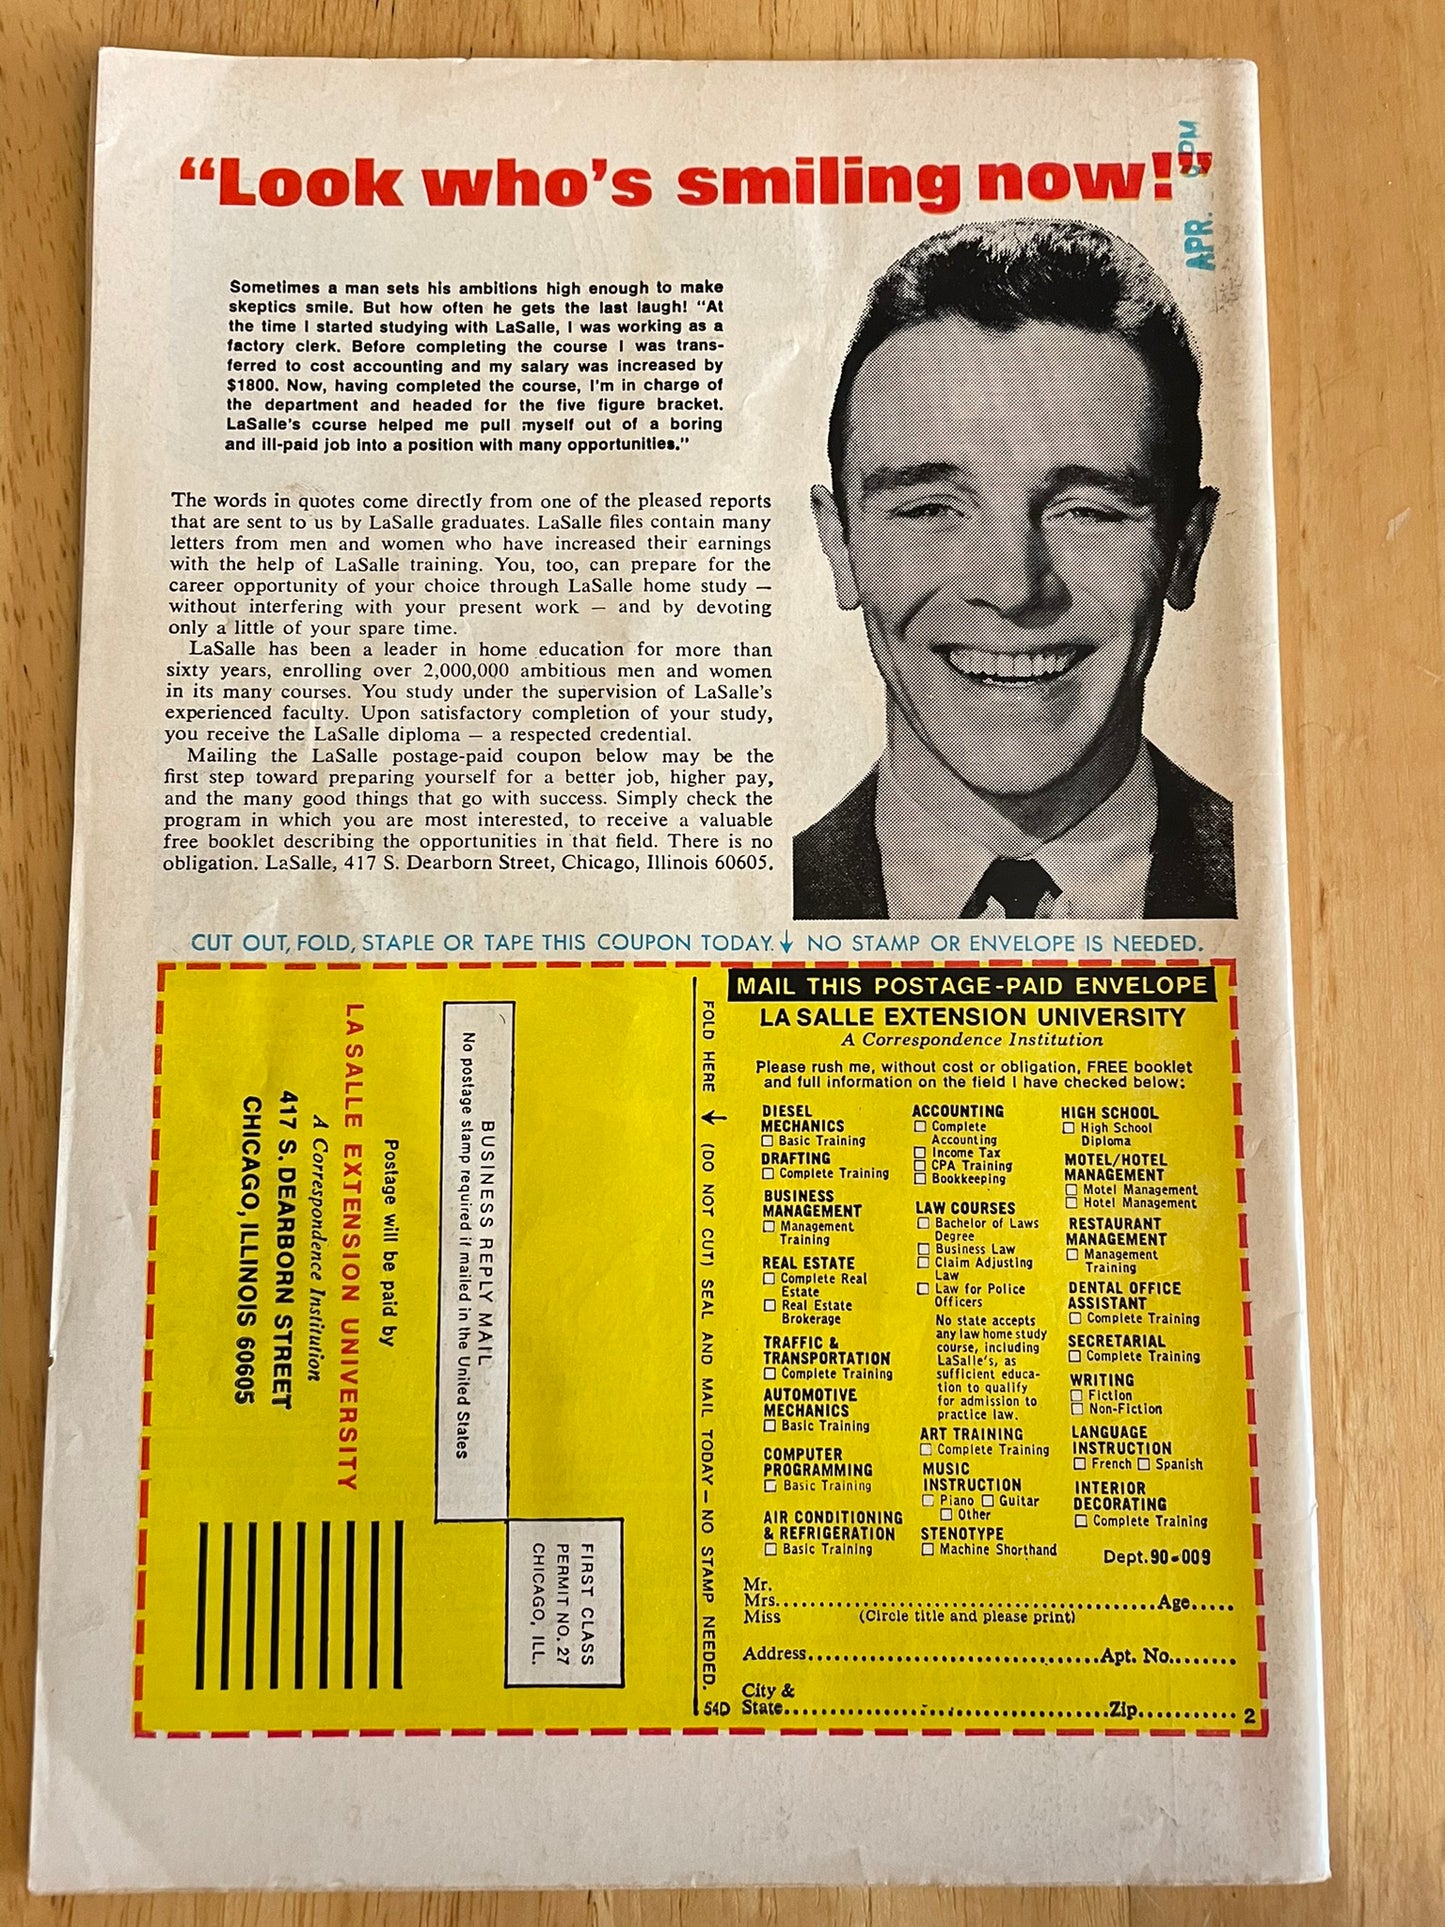 “Look who’s smiling now!”
APR. PM
Sometimes a man sets his ambitions high enough to make
skeptics smile. But how often he gets the last laugh! “At
the time I started studying with LaSalle, I was working as a
factory clerk. Before completing the course I was trans-
ferred to cost accounting and my salary was increased by
$1800. Now, having completed the course, I’m in charge of
the department and headed for the five figure bracket.
LaSalle’s course helped me pull myself out of a boring
and ill-paid job into a position with many opportunities.”
The words in quotes come directly from one of the pleased reports
that are sent to us by LaSalle graduates. LaSalle files contain many
letters from men and women who have increased their earnings
with the help of LaSalle training. You, too, can prepare for the
career opportunity of your choice through LaSalle home study —
without interfering with your present work — and by devoting
only a little of your spare time.
LaSalle has been a leader in home education for more than
sixty years, enrolling over 2,000,000 ambitious men and women
in its many courses. You study under the supervision of LaSalle’s
experienced faculty. Upon satisfactory completion of your study,
you receive the LaSalle diploma — a respected credential.
Mailing the LaSalle postage-paid coupon below may be the
first step toward preparing yourself for a better job, higher pay,
and the many good things that go with success. Simply check the
program in which you are most interested, to receive a valuable
free booklet describing the opportunities in that field. There is no
obligation. LaSalle, 417 S. Dearborn Street, Chicago, Illinois 60605.
CUT OUT, FOLD, STAPLE OR TAPE THIS COUPON TODAY.↓ NO STAMP OR ENVELOPE IS NEEDED.
FIRST CLASS
PERMIT NO. 27
CHICAGO, ILL.
BUSINESS REPLY MAIL
No postage stamp required if mailed in the United States
Postage will be paid by
LA SALLE EXTENSION UNIVERSITY
A Correspondence Institution
417 S. DEARBORN STREET
CHICAGO, ILLINOIS 60605
FOLD HERE → (DO NOT CUT) SEAL AND MAIL TODAY — NO STAMP NEEDED.
54D
MAIL THIS POSTAGE-PAID ENVELOPE
LA SALLE EXTENSION UNIVERSITY
A Correspondence Institution
Please rush me, without cost or obligation, FREE booklet
and full information on the field I have checked below:
DIESEL
MECHANICS
☐ Basic Training
DRAFTING
☐ Complete Training
BUSINESS
MANAGEMENT
☐ Management
Training
REAL ESTATE
☐ Complete Real
Estate
☐ Real Estate
Brokerage
TRAFFIC &
TRANSPORTATION
☐ Complete Training
AUTOMOTIVE
MECHANICS
☐ Basic Training
COMPUTER
PROGRAMMING
☐ Basic Training
AIR CONDITIONING
& REFRIGERATION
☐ Basic Training
ACCOUNTING
☐ Complete
Accounting
☐ Income Tax
☐ CPA Training
☐ Bookkeeping
LAW COURSES
☐ Bachelor of Laws
Degree
☐ Business Law
☐ Claim Adjusting
Law
☐ Law for Police
Officers
No state accepts
any law home study
course, including
LaSalle’s, as
sufficient educa-
tion to qualify
for admission to
practice law.
ART TRAINING
☐ Complete Training
MUSIC
INSTRUCTION
☐ Piano ☐ Guitar
☐ Other
STENOTYPE
☐ Machine Shorthand
HIGH SCHOOL
☐ High School
Diploma
MOTEL/HOTEL
MANAGEMENT
☐ Motel Management
☐ Hotel Management
RESTAURANT
MANAGEMENT
☐ Management
Training
DENTAL OFFICE
ASSISTANT
☐ Complete Training
SECRETARIAL
☐ Complete Training
WRITING
☐ Fiction
☐ Non-Fiction
LANGUAGE
INSTRUCTION
☐ French ☐ Spanish
INTERIOR
DECORATING
☐ Complete Training
Dept. 90-009
Mr.
Mrs. Age
Miss (Circle title and please print)
Address Apt. No.
City &
State Zip 2